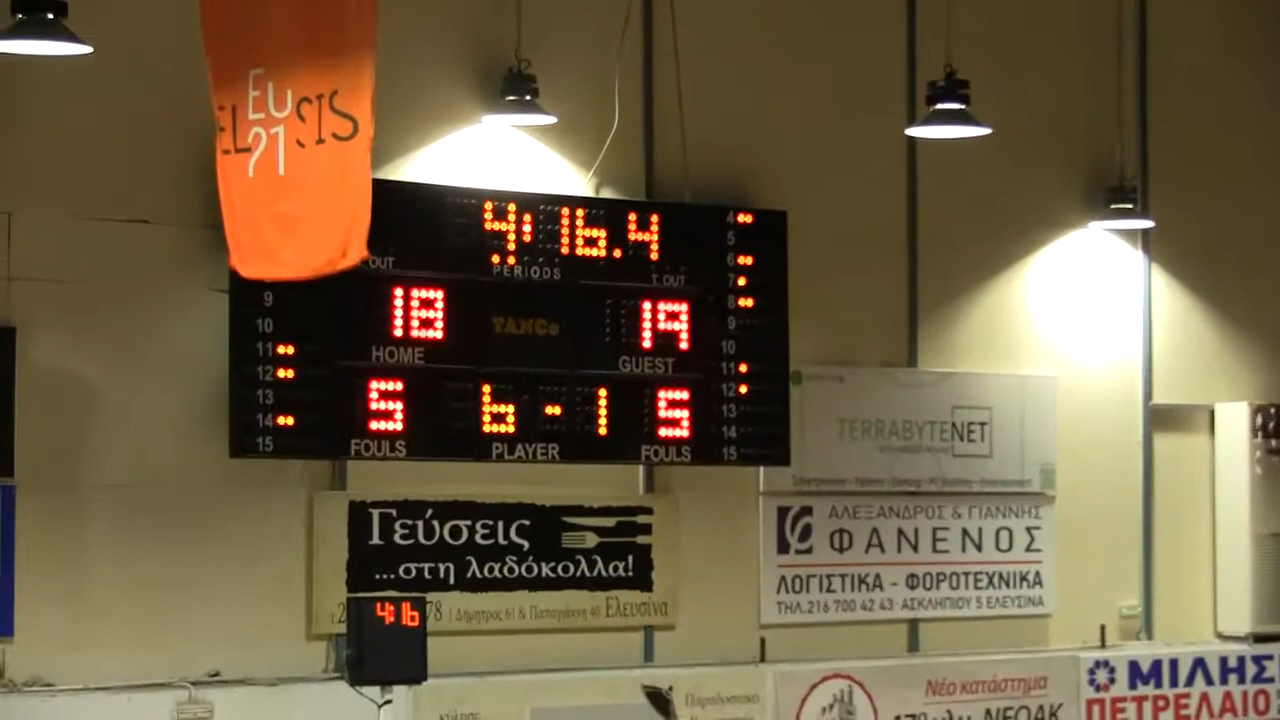 ELEUSIS
21
4:16.4
T. OUT
PERIODS
T. OUT
18
TANCo
19
HOME
GUEST
5
6-1
5
FOULS
PLAYER
FOULS
9
10
11
12
13
14
15
4
5
6
7
8
9
10
11
12
13
14
15
TERRABYTENET
ΑΛΕΞΑΝΔΡΟΣ & ΓΙΑΝΝΗΣ
ΦΑΝΕΝΟΣ
ΛΟΓΙΣΤΙΚΑ - ΦΟΡΟΤΕΧΝΙΚΑ
ΤΗΛ.216 700 42 43 · ΑΣΚΛΗΠΙΟΥ 5 ΕΛΕΥΣΙΝΑ
Γεύσεις
...στη λαδόκολλα!
78 | Δήμητρος 61 & Παπαγιάννη 40 Ελευσίνα
4:16
Παραδοσιακό
Νέο κατάστημα
ΝΕΟΑΚ
ΜΙΛΗΣ
ΠΕΤΡΕΛΑΙΟ